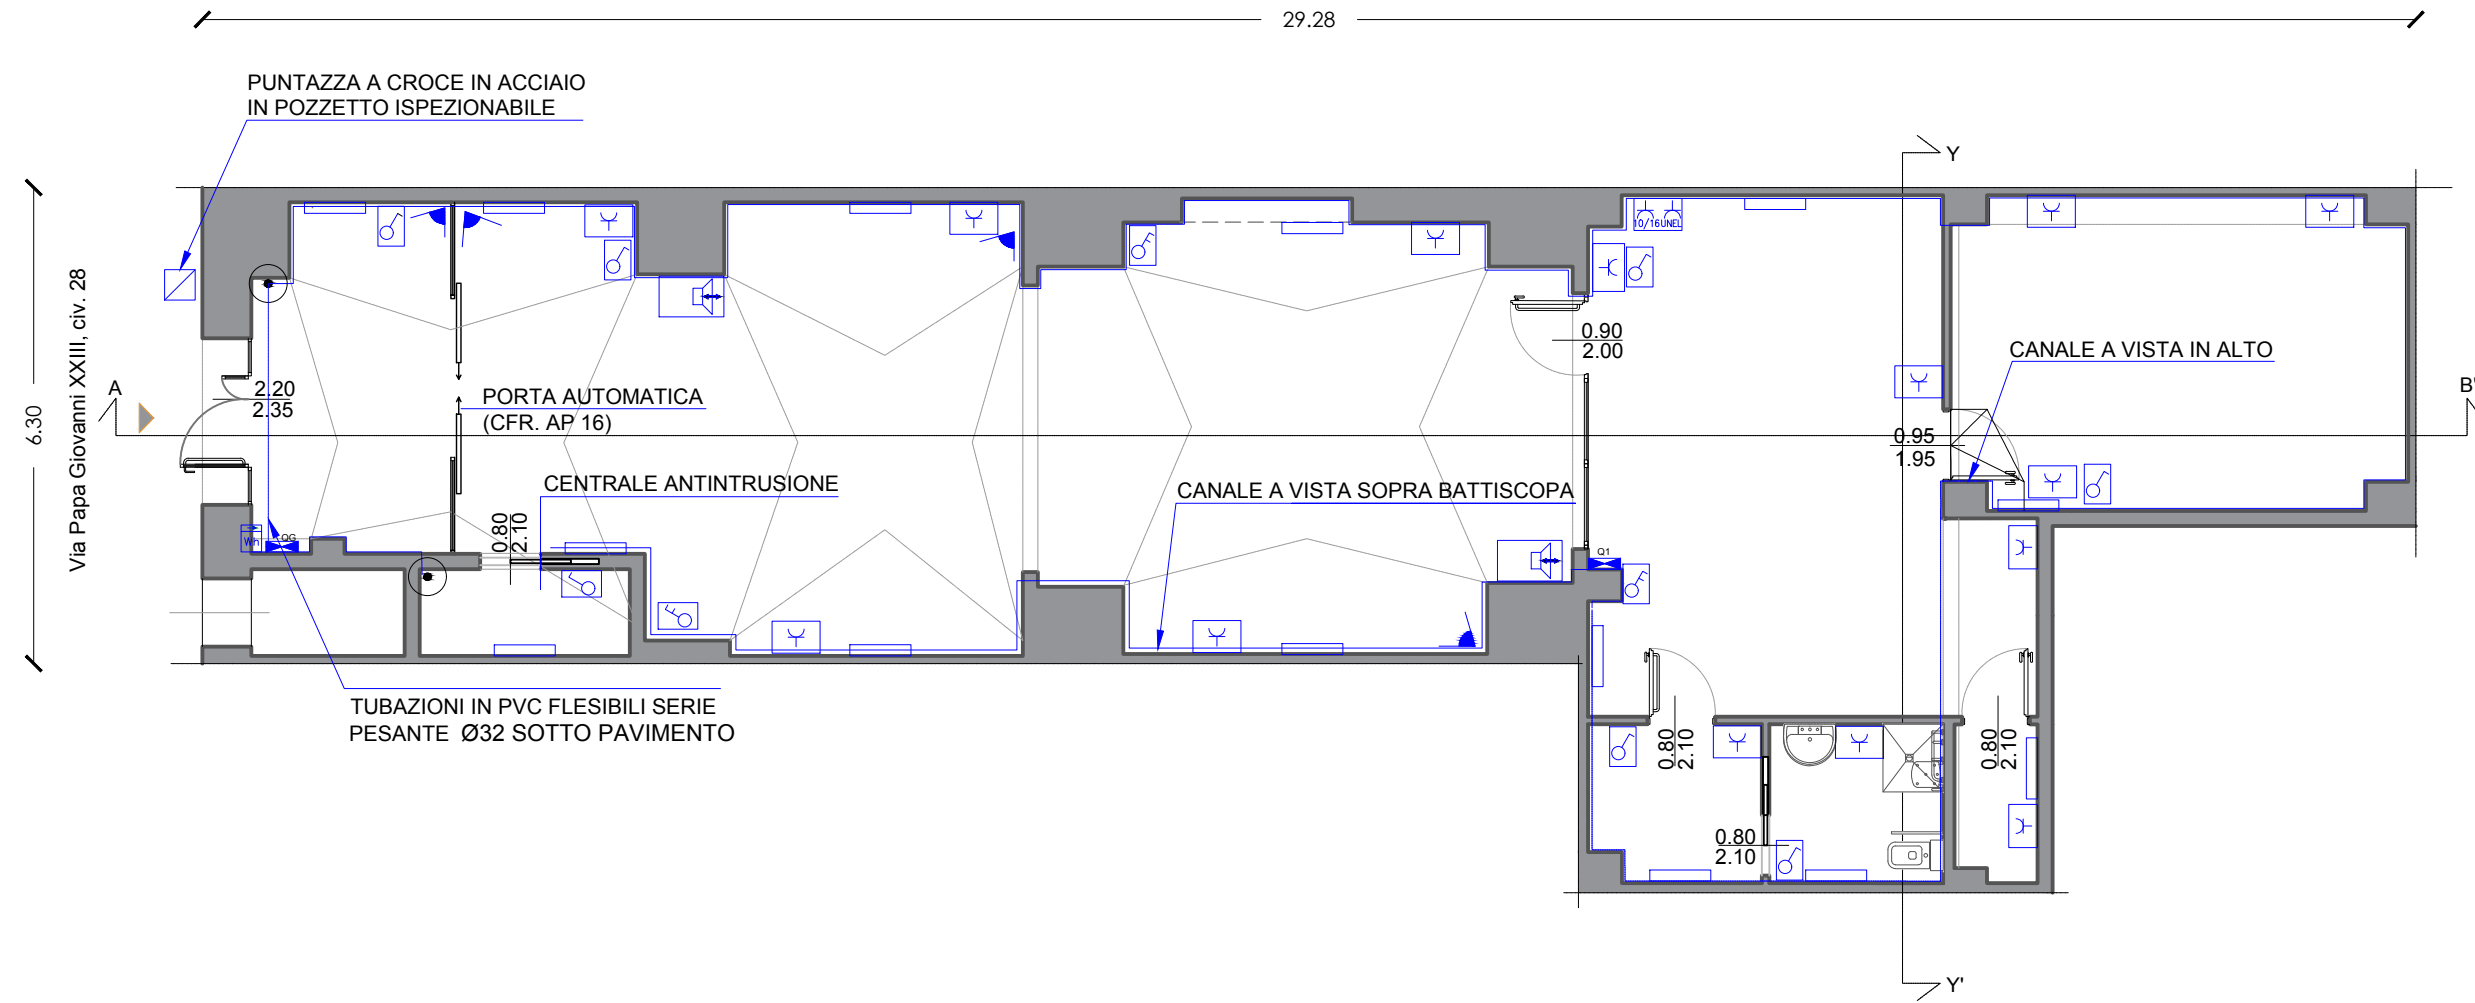 29.28
PUNTAZZA A CROCE IN ACCIAIO
IN POZZETTO ISPEZIONABILE
Y
10/16UNEL
Via Papa Giovanni XXIII, civ. 28
6.30
A
2.20
2.35
PORTA AUTOMATICA
(CFR. AP 16)
0.90
2.00
CANALE A VISTA IN ALTO
B'
0.95
1.95
CENTRALE ANTINTRUSIONE
CANALE A VISTA SOPRA BATTISCOPA
Wh
QG
0.80
2.10
Q1
TUBAZIONI IN PVC FLESIBILI SERIE
PESANTE Ø32 SOTTO PAVIMENTO
0.80
2.10
0.80
2.10
0.80
2.10
Y'